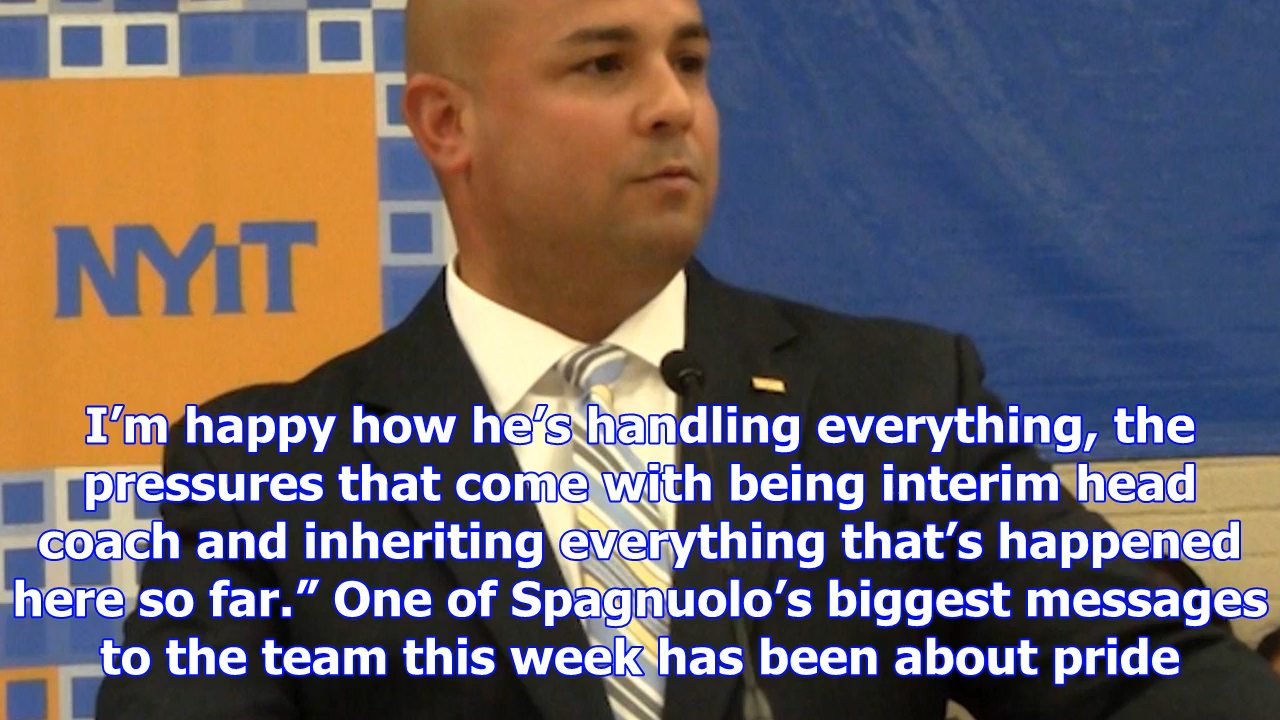 NYiT
I’m happy how he’s handling everything, the
pressures that come with being interim head
coach and inheriting everything that’s happened
here so far.” One of Spagnuolo’s biggest messages
to the team this week has been about pride